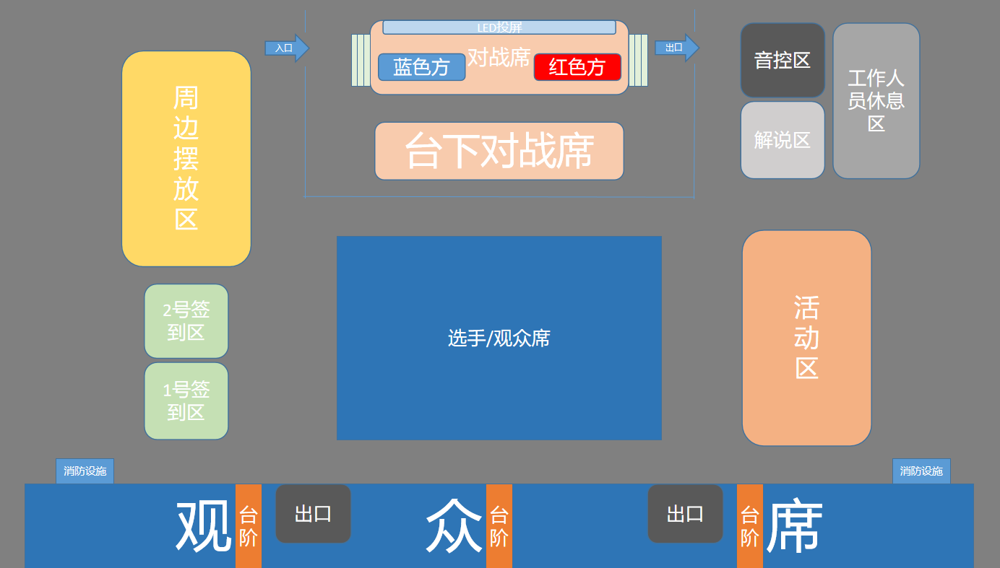 LED投屏
入口
对战席
出口
蓝色方
红色方
音控区
工作人
员休息
区
解说区
台下对战席
周
边
摆
放
区
2号签
到区
1号签
到区
选手/观众席
活
动
区
消防设施
消防设施
观
台
阶
出口
众
台
阶
出口
台
阶
席